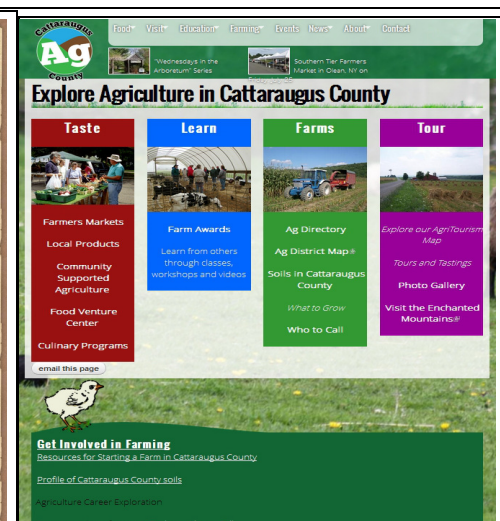 Cattaraugus
Ag
County
Food Visit Education Farming Events News About Contact
"Wednesdays in the
Arboretum" Series
Southern Tier Farmers
Market in Olean, NY on
Explore Agriculture in Cattaraugus County
Taste
Farmers Markets
Local Products
Community
Supported
Agriculture
Food Venture
Center
Culinary Programs
Learn
Farm Awards
Learn from others
through classes,
workshops and videos
Farms
Ag Directory
Ag District Map
Soils in Cattaraugus
County
What to Grow
Who to Call
Tour
Explore our AgriTourism
Map
Tours and Tastings
Photo Gallery
Visit the Enchanted
Mountains
email this page
Get Involved in Farming
Resources for Starting a Farm in Cattaraugus County
Profile of Cattaraugus County soils
Agriculture Career Exploration